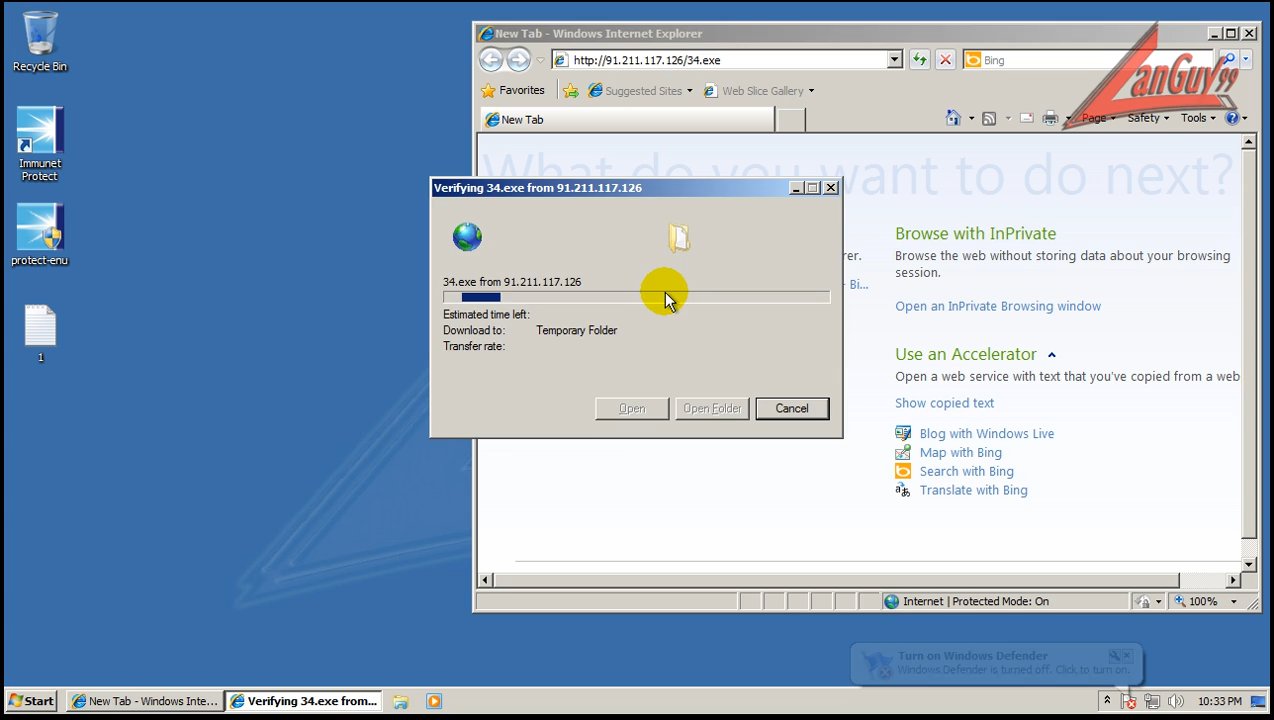 Recycle Bin
Immunet
Protect
protect-enu
1
New Tab - Windows Internet Explorer
http://91.211.117.126/34.exe
Bing
Favorites
Suggested Sites
Web Slice Gallery
New Tab
Page
Safety
Tools
anGuy99
What do you want to do next?
Verifying 34.exe from 91.211.117.126
34.exe from 91.211.117.126
Estimated time left:
Download to: Temporary Folder
Transfer rate:
Open
Open Folder
Cancel
Browse with InPrivate
Browse the web without storing data about your browsing
session.
Open an InPrivate Browsing window
Use an Accelerator
Open a web service with text that you've copied from a web
Show copied text
Blog with Windows Live
Map with Bing
Search with Bing
Translate with Bing
er.
- Bi...
Internet | Protected Mode: On
100%
Turn on Windows Defender
Windows Defender is turned off. Click to turn on.
Start
New Tab - Windows Inte...
Verifying 34.exe from...
10:33 PM